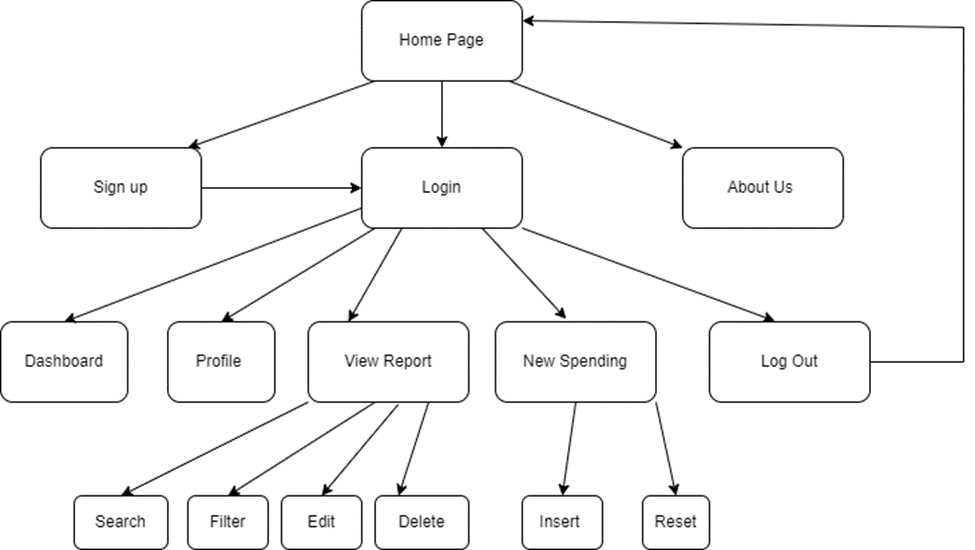 Home Page
Sign up
Login
About Us
Dashboard
Profile
View Report
New Spending
Log Out
Search
Filter
Edit
Delete
Insert
Reset